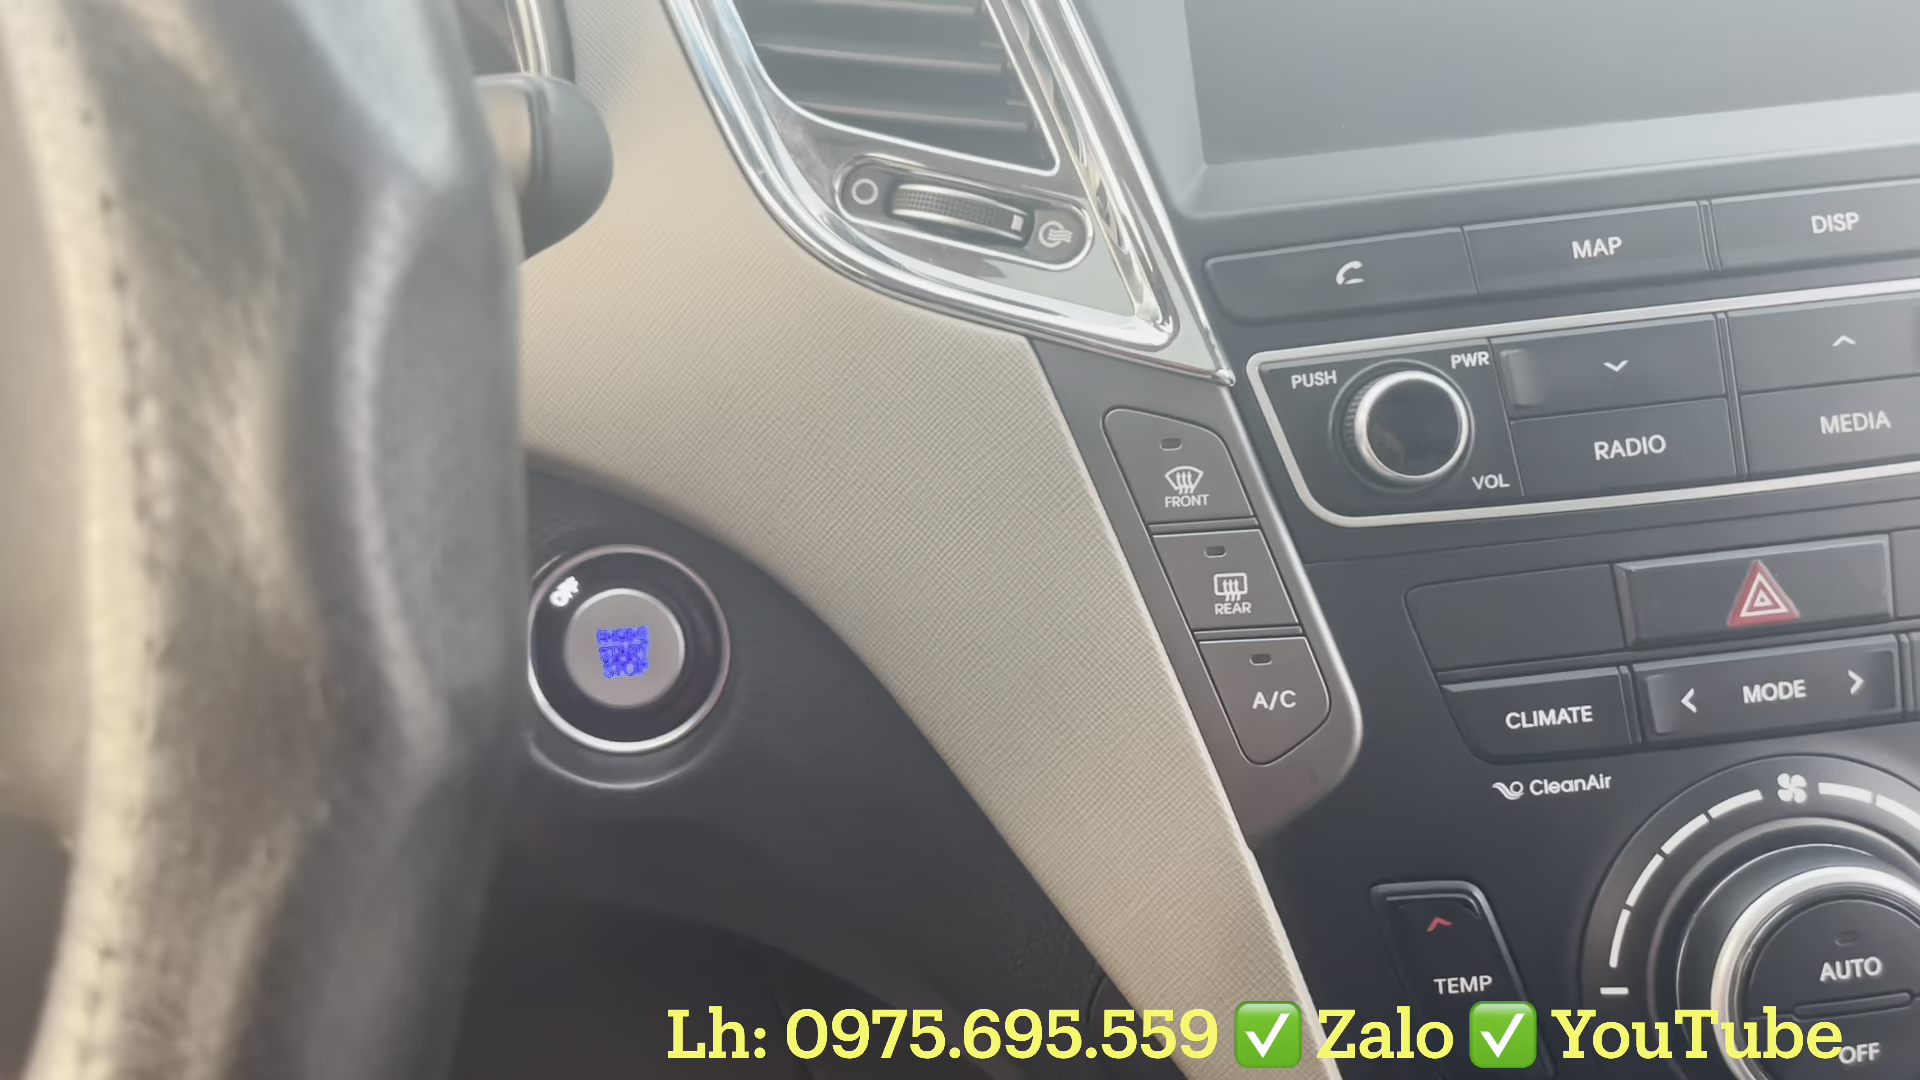 MAP
DISP
PUSH
PWR
RADIO
MEDIA
VOL
FRONT
REAR
A/C
OFF
ENGINE
START
STOP
CLIMATE
MODE
CleanAir
TEMP
AUTO
OFF
Lh: 0975.695.559 ✅ Zalo ✅ YouTube